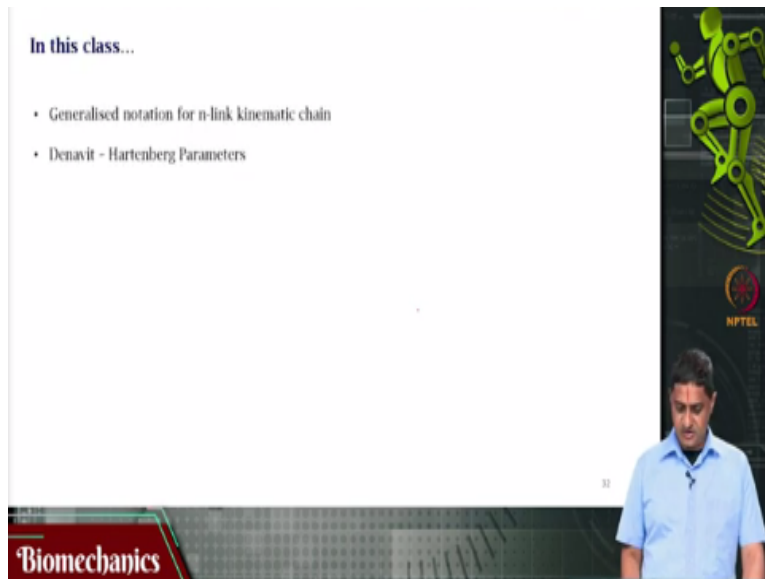 In this class...
• Generalised notation for n-link kinematic chain
• Denavit - Hartenberg Parameters
NPTEL
32
Biomechanics